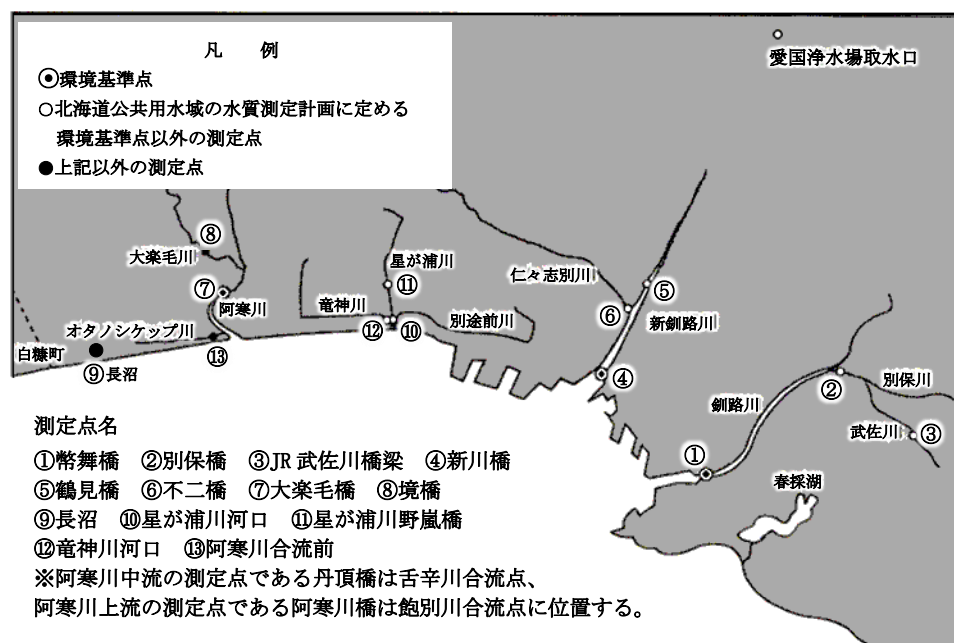 凡　例
◉環境基準点
○北海道公共用水域の水質測定計画に定める
環境基準点以外の測定点
●上記以外の測定点
愛国浄水場取水口
⑧
大楽毛川
星が浦川
⑪
仁々志別川
⑤
⑦
阿寒川
竜神川
別途前川
⑥
新釧路川
オタノシケップ川
⑫
⑩
白糠町
⑬
⑨長沼
④
②
別保川
釧路川
武佐川
③
①
春採湖
測定点名
①幣舞橋　②別保橋　③JR武佐川橋梁　④新川橋
⑤鶴見橋　⑥不二橋　⑦大楽毛橋　⑧境橋
⑨長沼　⑩星が浦川河口　⑪星が浦川野嵐橋
⑫竜神川河口　⑬阿寒川合流前
※阿寒川中流の測定点である丹頂橋は舌辛川合流点、
阿寒川上流の測定点である阿寒川橋は飽別川合流点に位置する。